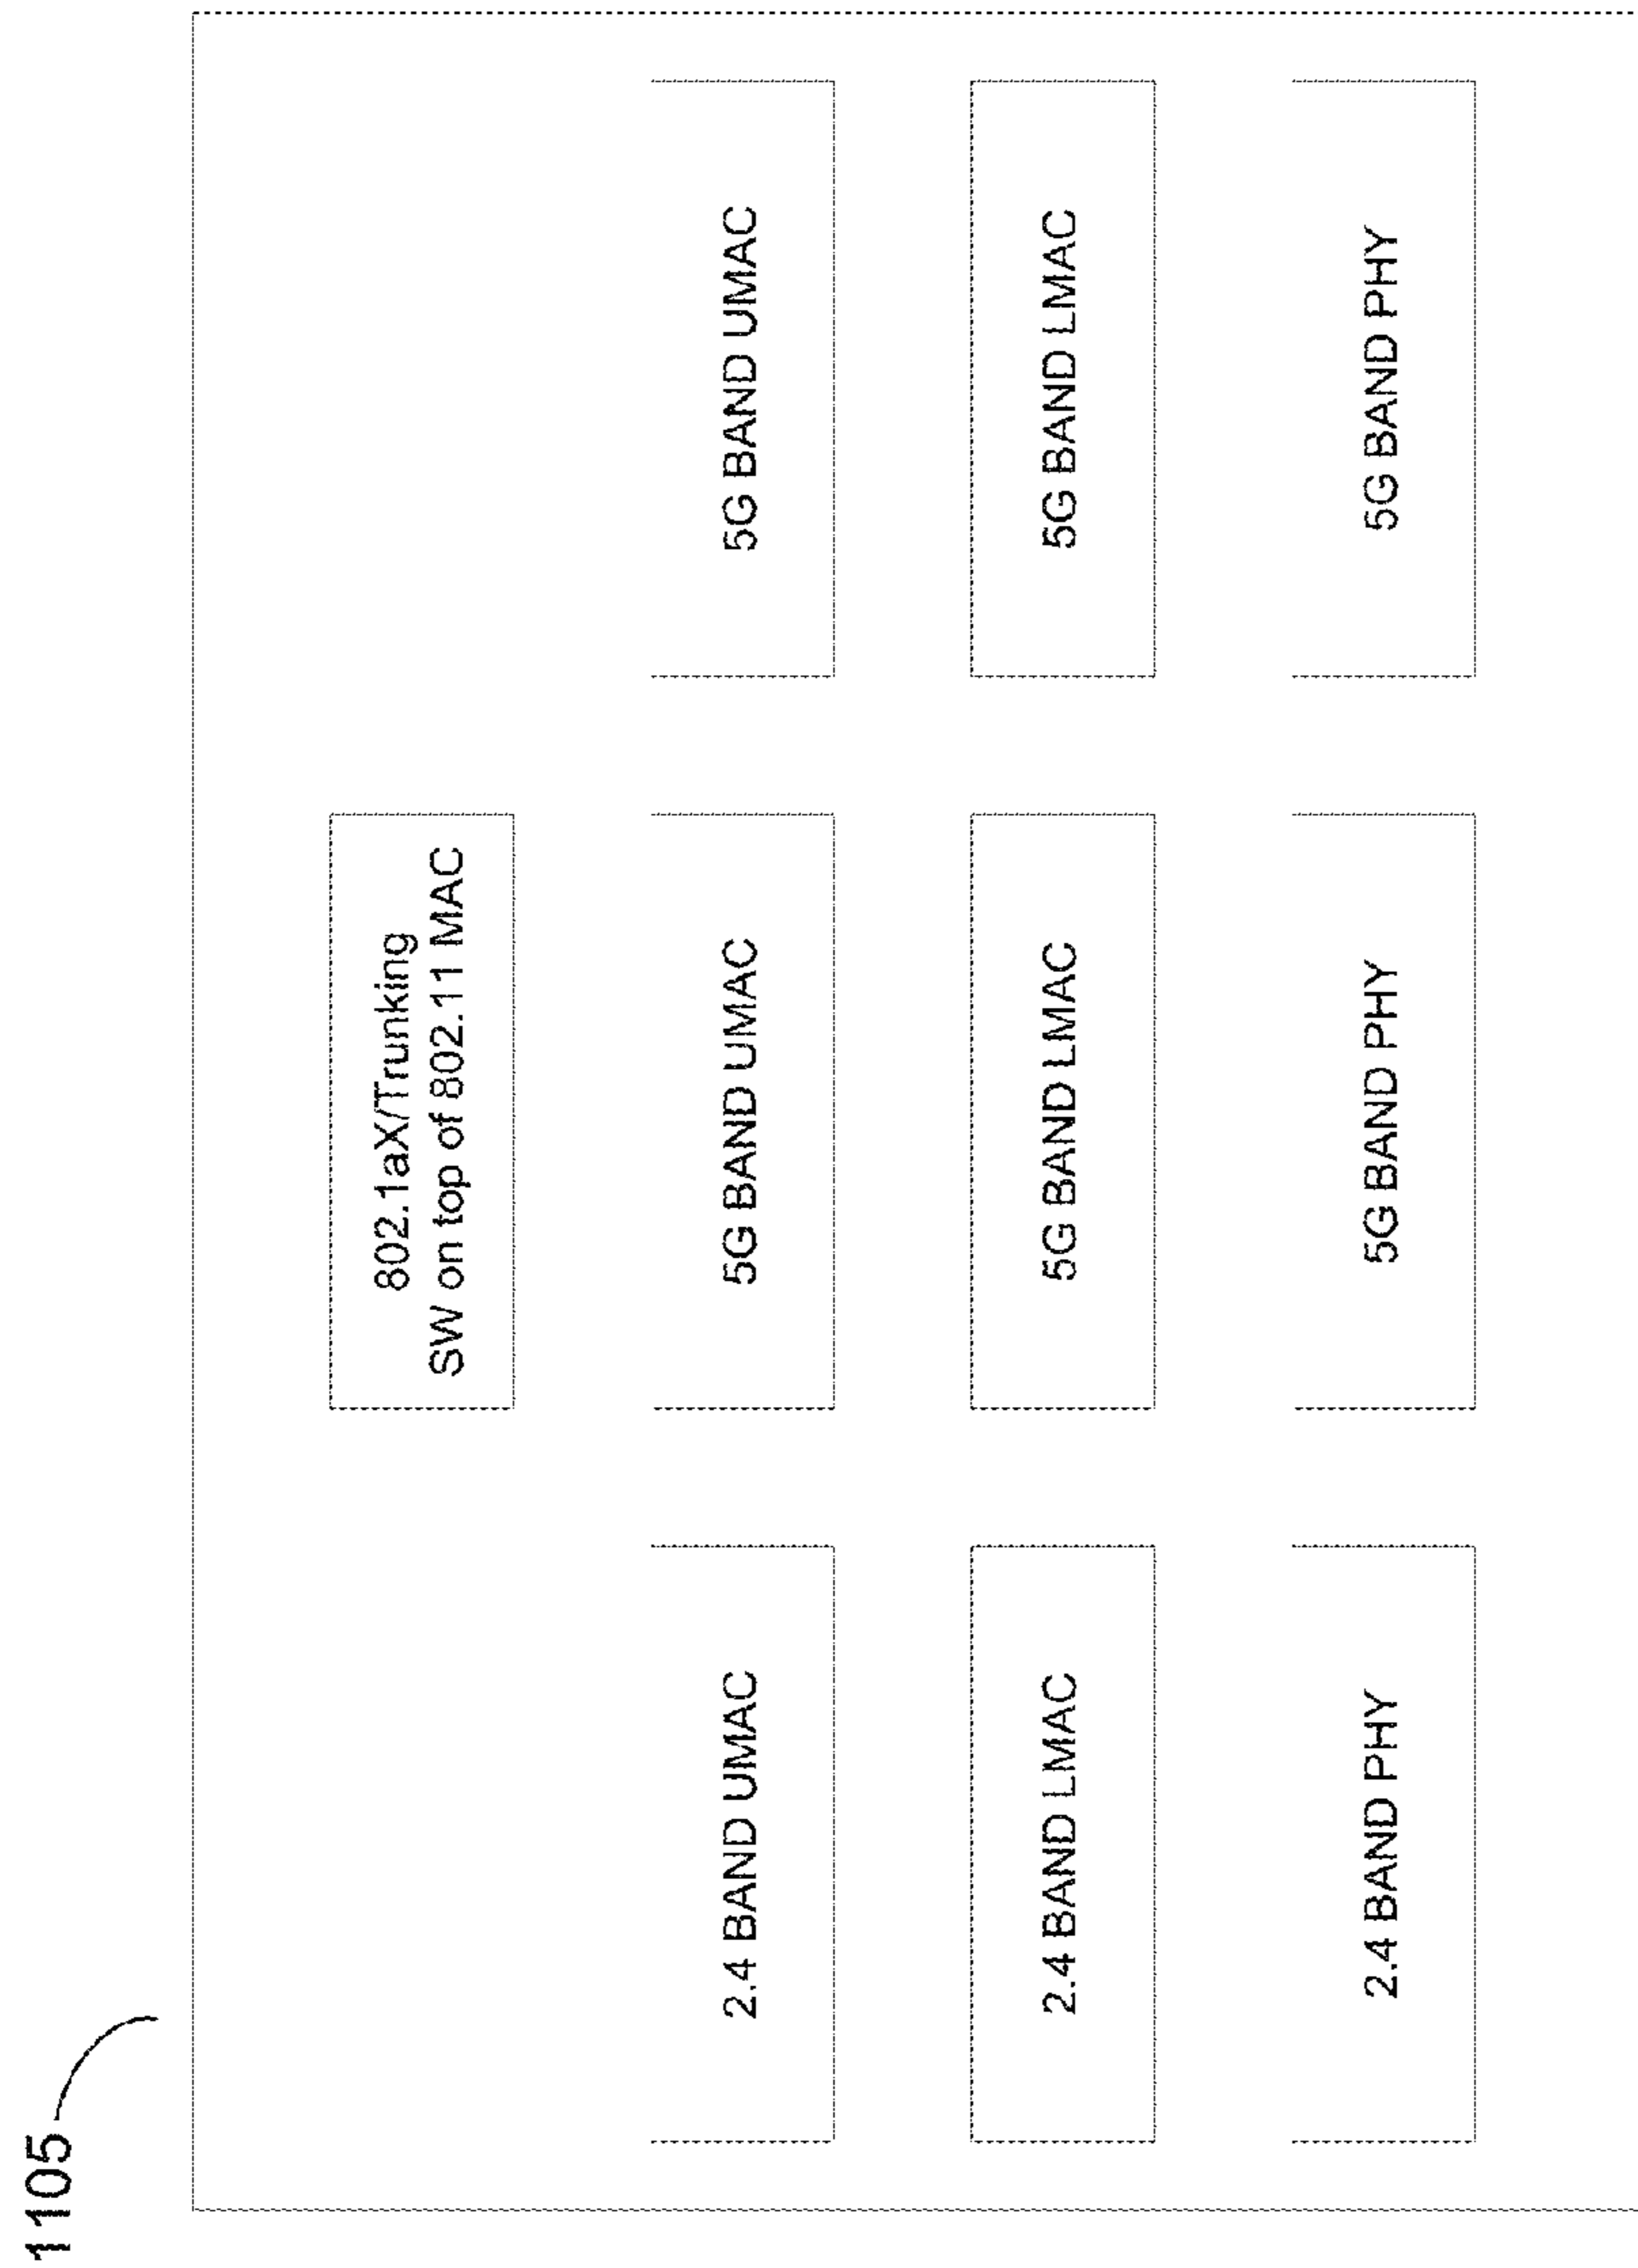 1105
802.1aX/Trunking
SW on top of 802.11 MAC
2.4 BAND UMAC
5G BAND UMAC
5G BAND UMAC
2.4 BAND LMAC
5G BAND LMAC
5G BAND LMAC
2.4 BAND PHY
5G BAND PHY
5G BAND PHY